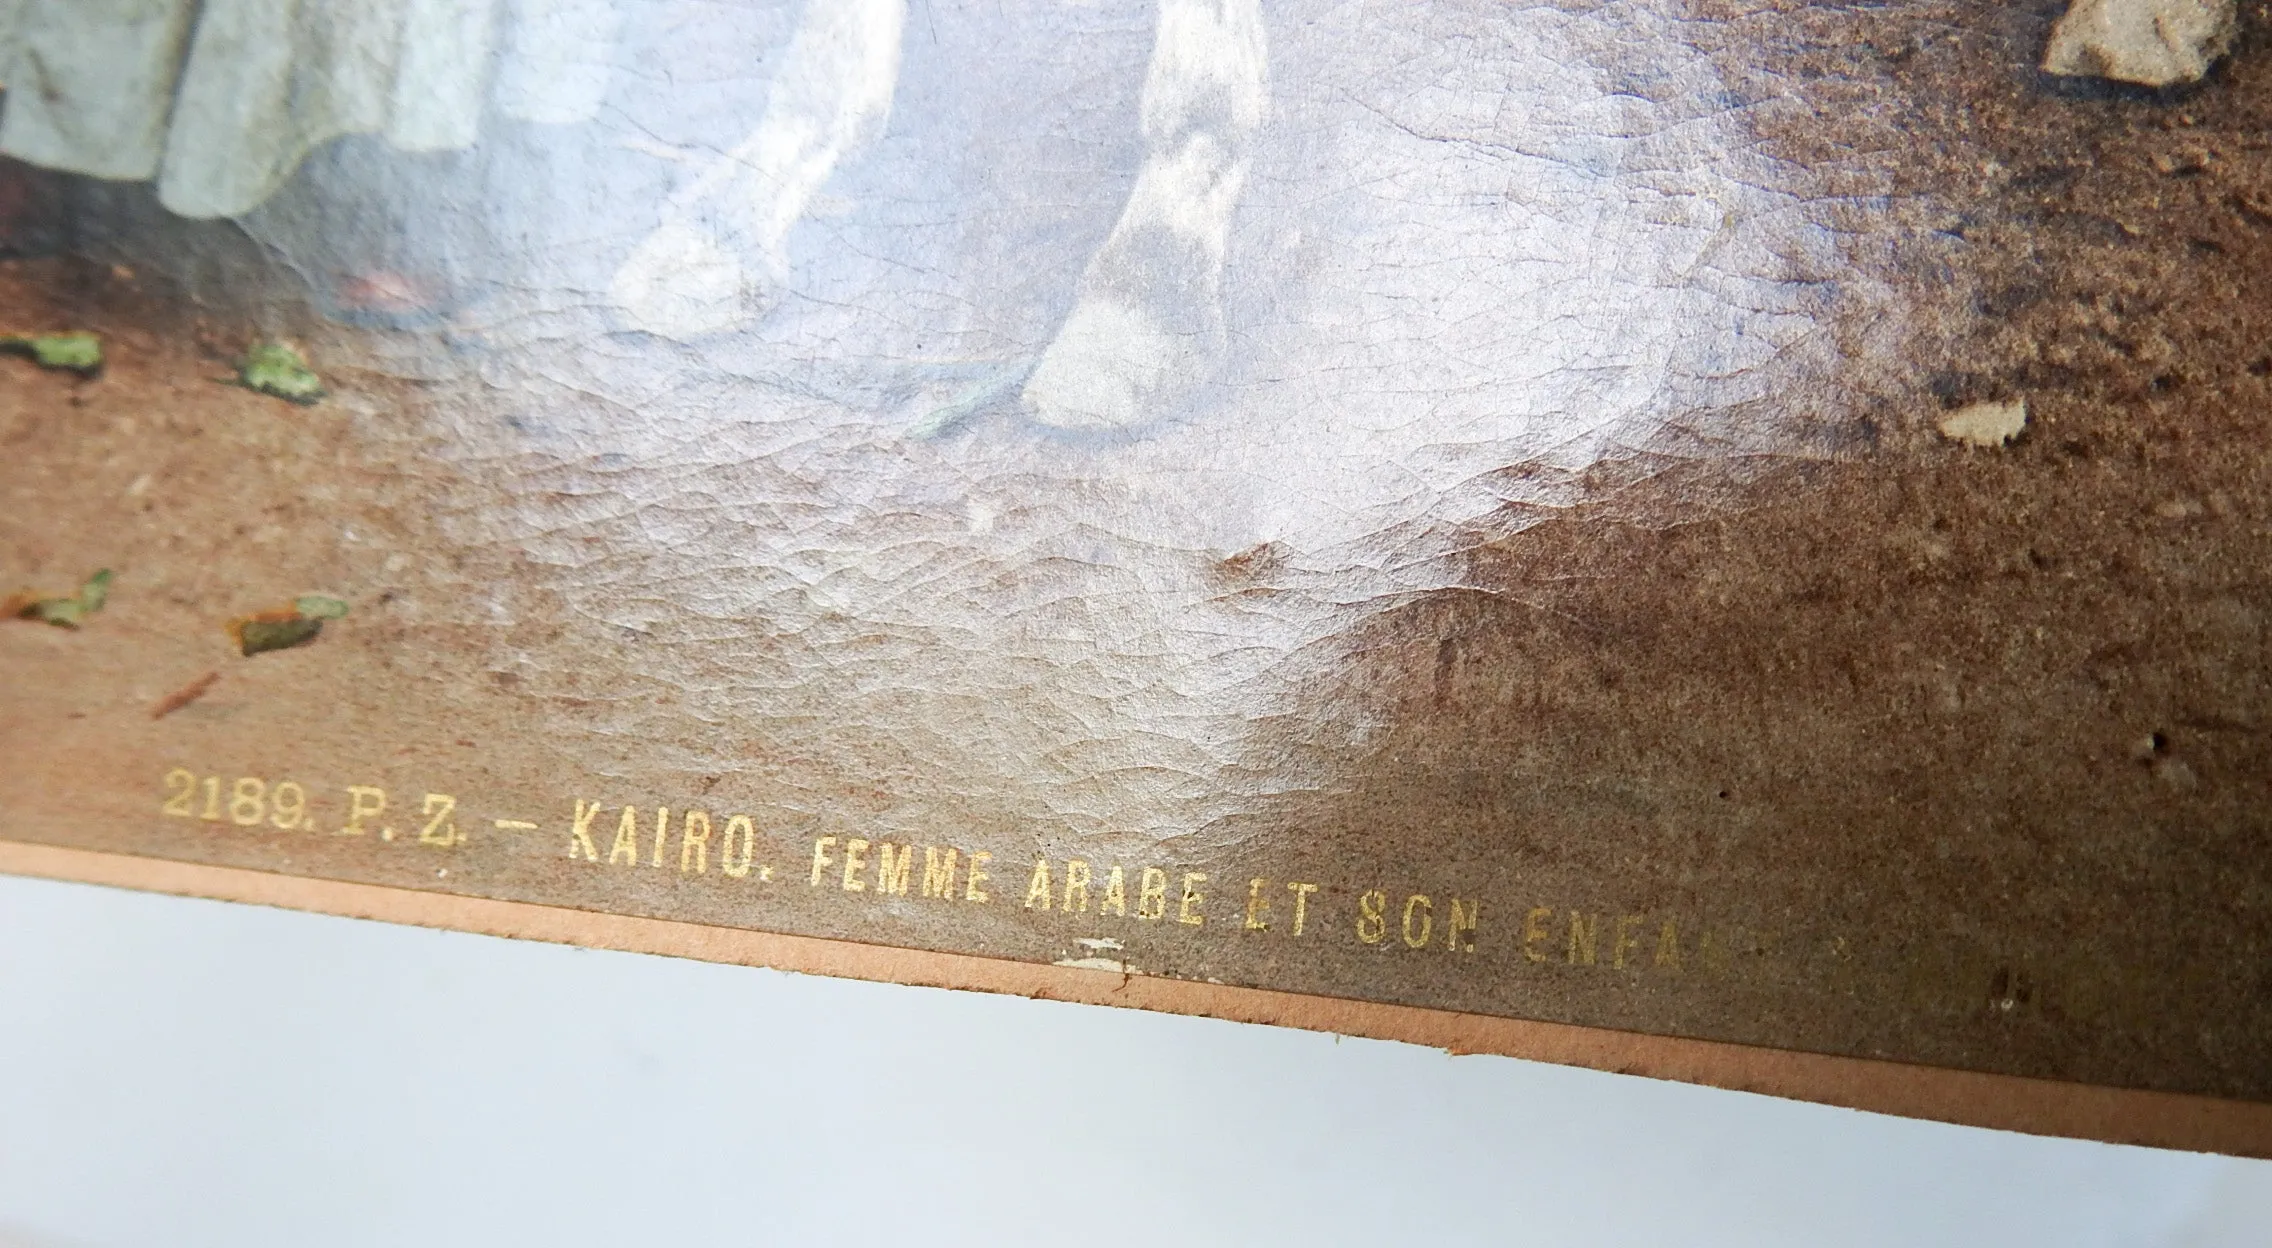 2189. P. Z. — KAIRO. FEMME ARABE ET SON